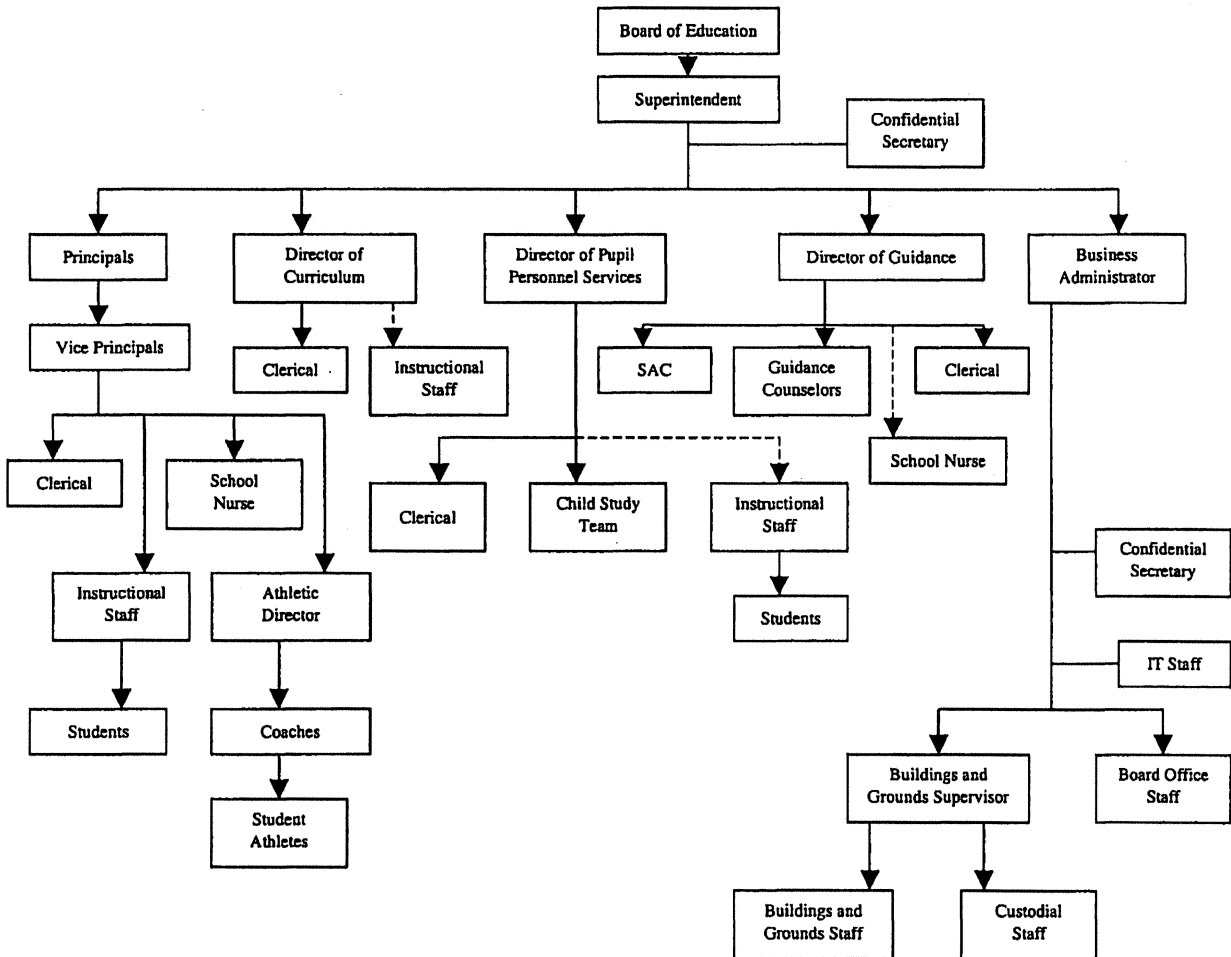 Board of Education
Superintendent
Confidential
Secretary
Principals
Director of
Curriculum
Director of Pupil
Personnel Services
Director of Guidance
Business
Administrator
Vice Principals
Clerical
Instructional
Staff
SAC
Guidance
Counselors
Clerical
Clerical
School
Nurse
Clerical
Child Study
Team
Instructional
Staff
School Nurse
Confidential
Secretary
Instructional
Staff
Athletic
Director
Students
IT Staff
Students
Coaches
Buildings and
Grounds Supervisor
Board Office
Staff
Student
Athletes
Buildings and
Grounds Staff
Custodial
Staff